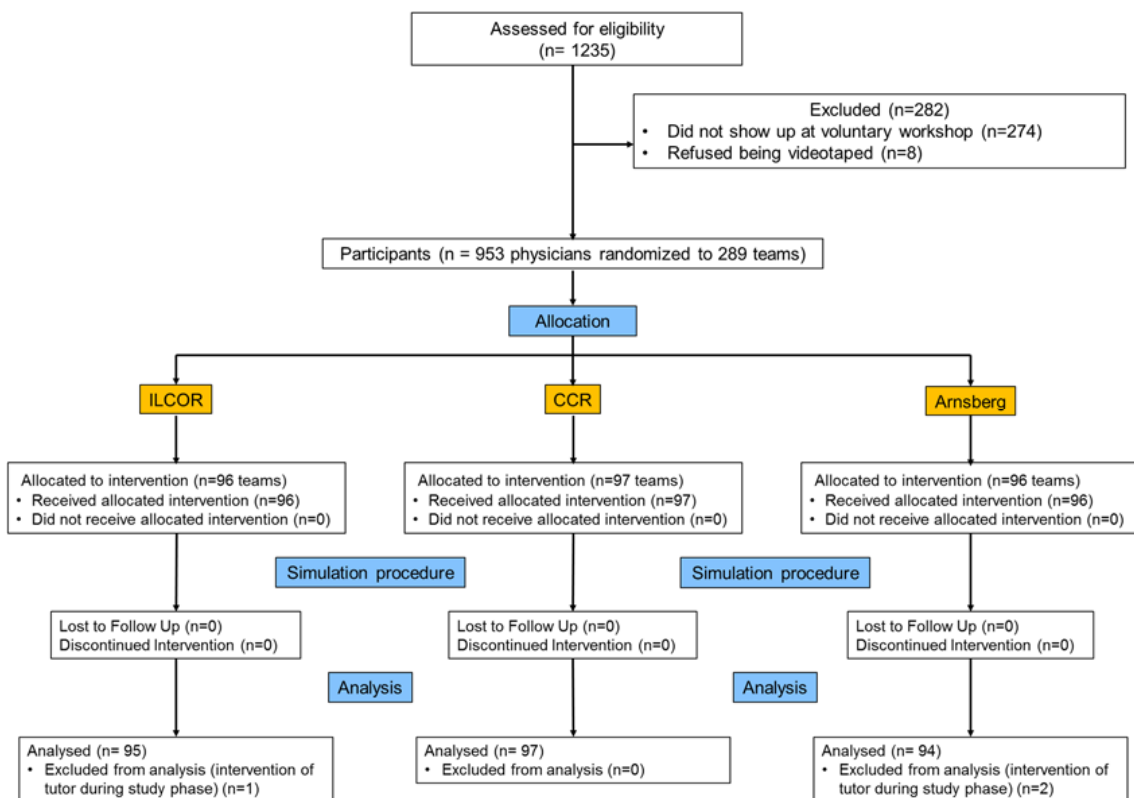 Assessed for eligibility
(n= 1235)
Excluded (n=282)
• Did not show up at voluntary workshop (n=274)
• Refused being videotaped (n=8)
Participants (n = 953 physicians randomized to 289 teams)
Allocation
ILCOR
CCR
Arnsberg
Allocated to intervention (n=96 teams)
• Received allocated intervention (n=96)
• Did not receive allocated intervention (n=0)
Allocated to intervention (n=97 teams)
• Received allocated intervention (n=97)
• Did not receive allocated intervention (n=0)
Allocated to intervention (n=96 teams)
• Received allocated intervention (n=96)
• Did not receive allocated intervention (n=0)
Simulation procedure
Simulation procedure
Lost to Follow Up (n=0)
Discontinued Intervention (n=0)
Lost to Follow Up (n=0)
Discontinued Intervention (n=0)
Lost to Follow Up (n=0)
Discontinued Intervention (n=0)
Analysis
Analysis
Analysed (n= 95)
• Excluded from analysis (intervention of
tutor during study phase) (n=1)
Analysed (n= 97)
• Excluded from analysis (n=0)
Analysed (n= 94)
• Excluded from analysis (intervention of
tutor during study phase) (n=2)